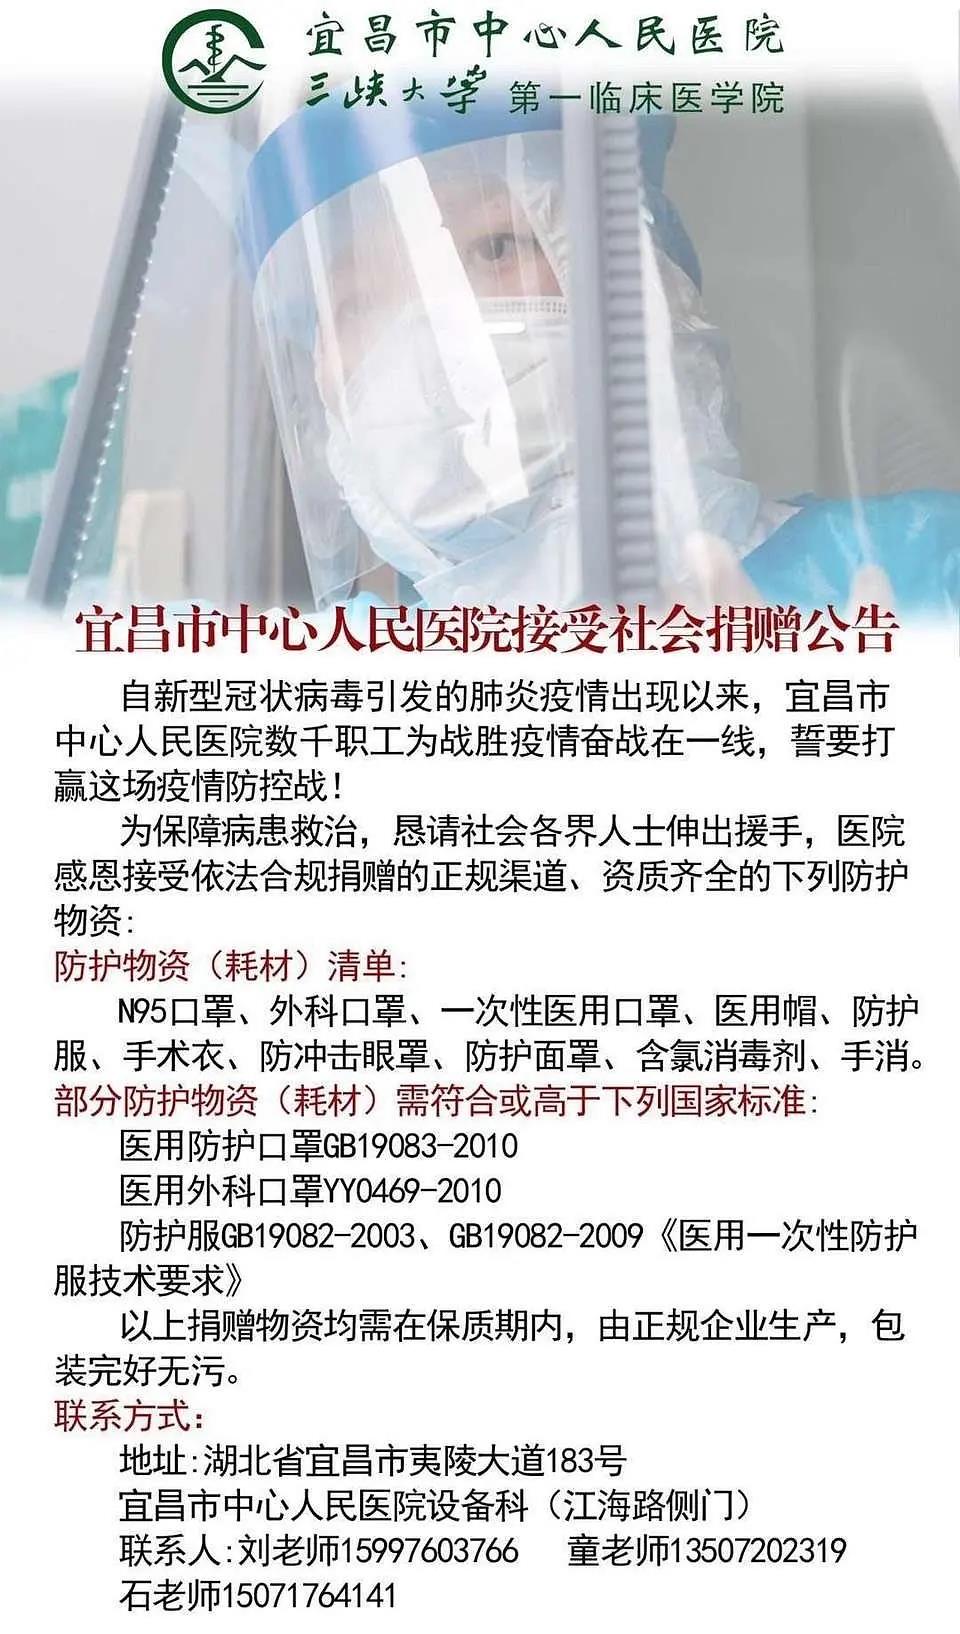 宜昌市中心人民医院
三峡大学 第一临床医学院
宜昌市中心人民医院接受社会捐赠公告
自新型冠状病毒引发的肺炎疫情出现以来，宜昌市
中心人民医院数千职工为战胜疫情奋战在一线，誓要打
赢这场疫情防控战！
为保障病患救治，恳请社会各界人士伸出援手，医院
感恩接受依法合规捐赠的正规渠道、资质齐全的下列防护
物资：
防护物资（耗材）清单：
N95口罩、外科口罩、一次性医用口罩、医用帽、防护
服、手术衣、防冲击眼罩、防护面罩、含氯消毒剂、手消。
部分防护物资（耗材）需符合或高于下列国家标准：
医用防护口罩GB19083-2010
医用外科口罩YY0469-2010
防护服GB19082-2003、GB19082-2009《医用一次性防护
服技术要求》
以上捐赠物资均需在保质期内，由正规企业生产，包
装完好无污。
联系方式：
地址:湖北省宜昌市夷陵大道183号
宜昌市中心人民医院设备科（江海路侧门）
联系人:刘老师15997603766 童老师13507202319
石老师15071764141